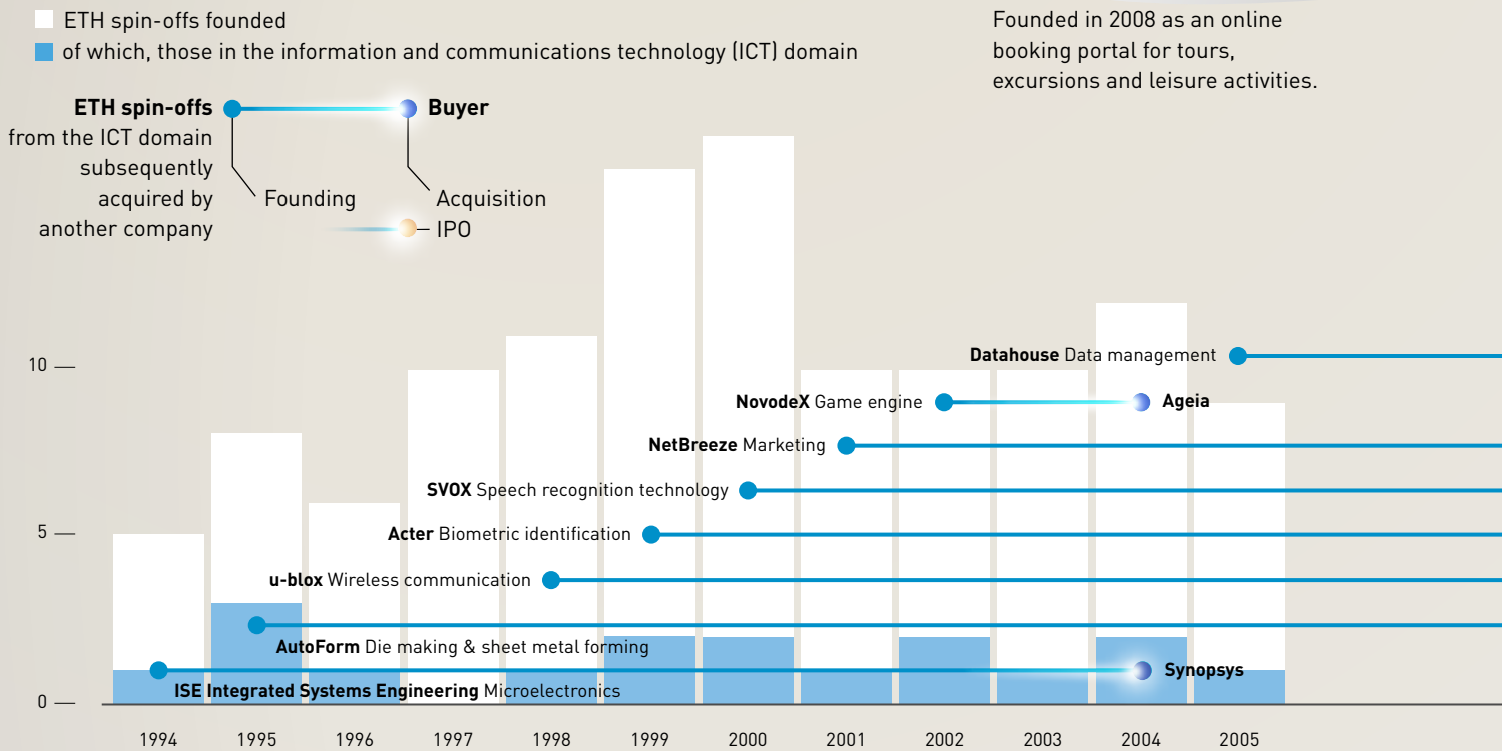 ETH spin-offs founded
of which, those in the information and communications technology (ICT) domain
Founded in 2008 as an online
booking portal for tours,
excursions and leisure activities.
ETH spin-offs
from the ICT domain
subsequently
acquired by
another company
Buyer
Founding
Acquisition
IPO
10
5
0
Datahouse Data management
NovodeX Game engine
Ageia
NetBreeze Marketing
SVOX Speech recognition technology
Acter Biometric identification
u-blox Wireless communication
AutoForm Die making & sheet metal forming
Synopsys
ISE Integrated Systems Engineering Microelectronics
1994 1995 1996 1997 1998 1999 2000 2001 2002 2003 2004 2005